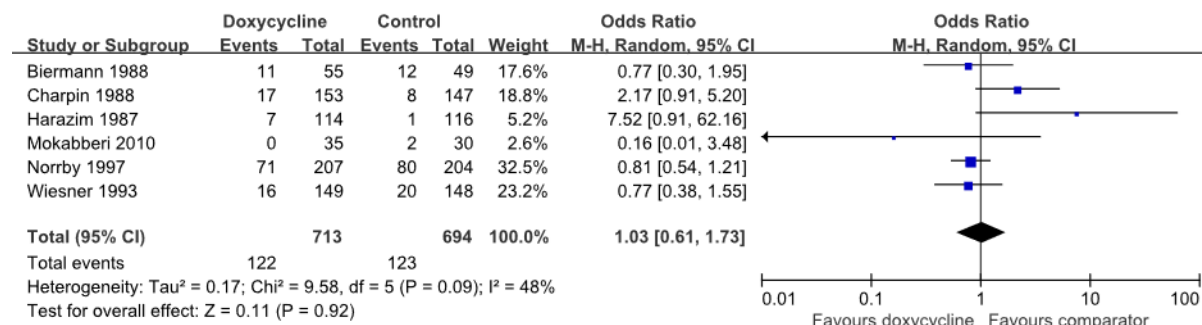 Doxycycline Control Odds Ratio Odds Ratio
Study or Subgroup Events Total Events Total Weight M-H, Random, 95% CI M-H, Random, 95% CI
Biermann 1988 11 55 12 49 17.6% 0.77 [0.30, 1.95]
Charpin 1988 17 153 8 147 18.8% 2.17 [0.91, 5.20]
Harazim 1987 7 114 1 116 5.2% 7.52 [0.91, 62.16]
Mokabberi 2010 0 35 2 30 2.6% 0.16 [0.01, 3.48]
Norrby 1997 71 207 80 204 32.5% 0.81 [0.54, 1.21]
Wiesner 1993 16 149 20 148 23.2% 0.77 [0.38, 1.55]
Total (95% CI) 713 694 100.0% 1.03 [0.61, 1.73]
Total events 122 123
Heterogeneity: Tau² = 0.17; Chi² = 9.58, df = 5 (P = 0.09); I² = 48%
Test for overall effect: Z = 0.11 (P = 0.92)
0.01 0.1 1 10 100
Favours doxycycline Favours comparator